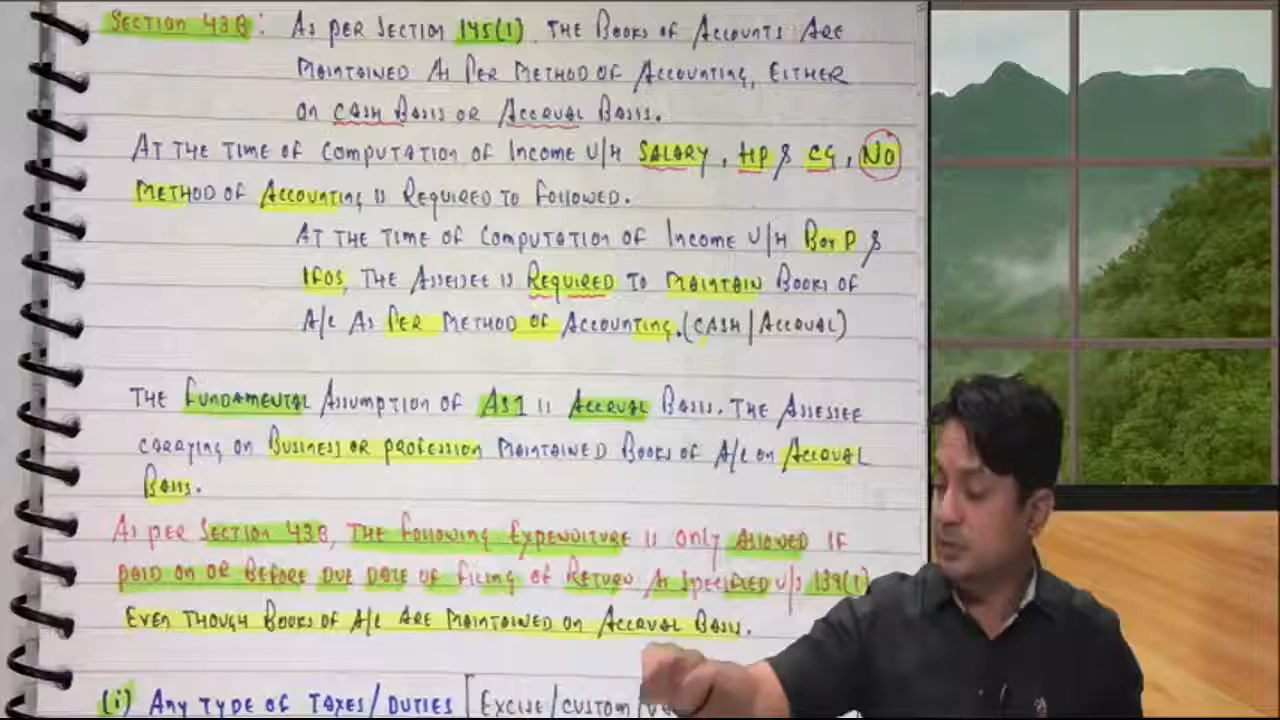 SECTION 43B: AS PER SECTION 145(1) THE BOOKS OF ACCOUNTS ARE
MAINTAINED AS PER METHOD OF ACCOUNTING, EITHER
ON CASH BASIS OR ACCRUAL BASIS.
AT THE TIME OF COMPUTATION OF INCOME U/H SALARY, HP & CG, NO
METHOD OF ACCOUNTING IS REQUIRED TO FOLLOWED.
AT THE TIME OF COMPUTATION OF INCOME U/H BorP &
IFOS, THE ASSESSEE IS REQUIRED TO MAINTAIN BOOKS OF
A/C AS PER METHOD OF ACCOUNTING. (CASH/ACCRUAL)
THE FUNDAMENTAL ASSUMPTION OF AS1 IS ACCRUAL BASIS. THE ASSESSEE
CARRYING ON BUSINESS OR PROFESSION MAINTAINED BOOKS OF A/C ON ACCRUAL
BASIS.
AS PER SECTION 43B, THE FOLLOWING EXPENDITURE IS ONLY ALLOWED IF
PAID ON OR BEFORE DUE DATE OF FILING OF RETURN AS SPECIFIED U/S 139(1)
EVEN THOUGH BOOKS OF A/C ARE MAINTAINED ON ACCRUAL BASIS.
(i) ANY TYPE OF TAXES/DUTIES [EXCISE/CUSTOM/